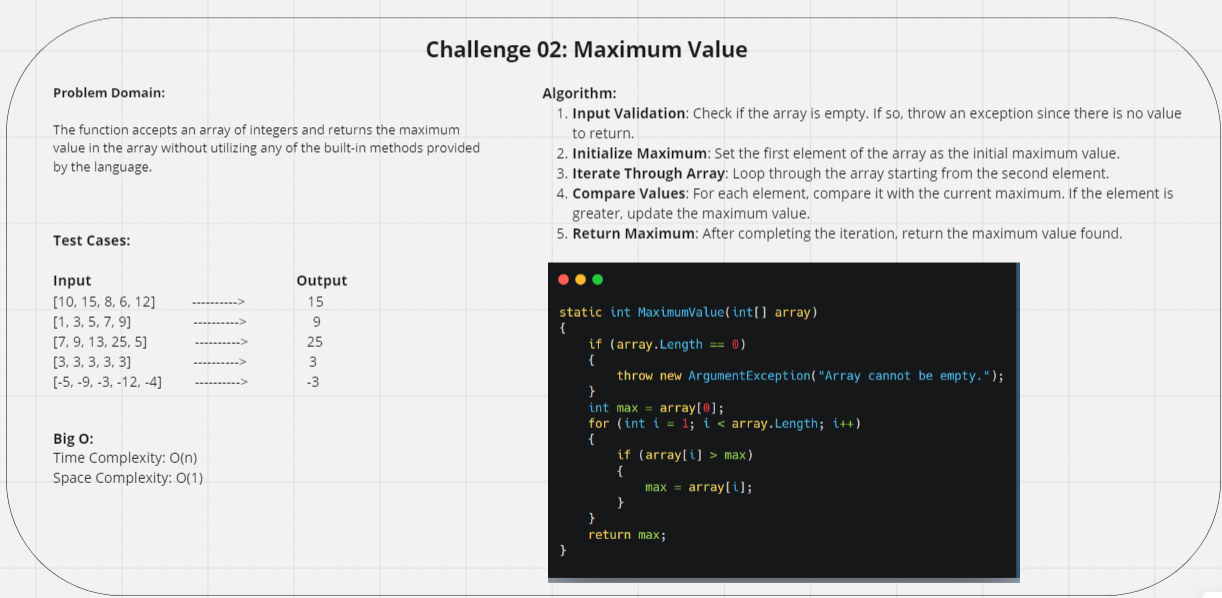 Challenge 02: Maximum Value
Problem Domain:
The function accepts an array of integers and returns the maximum
value in the array without utilizing any of the built-in methods provided
by the language.
Test Cases:
Input Output
[10, 15, 8, 6, 12] ----------> 15
[1, 3, 5, 7, 9] ----------> 9
[7, 9, 13, 25, 5] ----------> 25
[3, 3, 3, 3, 3] ----------> 3
[-5, -9, -3, -12, -4] ----------> -3
Big O:
Time Complexity: O(n)
Space Complexity: O(1)
Algorithm:
1. Input Validation: Check if the array is empty. If so, throw an exception since there is no value
to return.
2. Initialize Maximum: Set the first element of the array as the initial maximum value.
3. Iterate Through Array: Loop through the array starting from the second element.
4. Compare Values: For each element, compare it with the current maximum. If the element is
greater, update the maximum value.
5. Return Maximum: After completing the iteration, return the maximum value found.
static int MaximumValue(int[] array)
{
    if (array.Length == 0)
    {
        throw new ArgumentException("Array cannot be empty.");
    }
    int max = array[0];
    for (int i = 1; i < array.Length; i++)
    {
        if (array[i] > max)
        {
            max = array[i];
        }
    }
    return max;
}